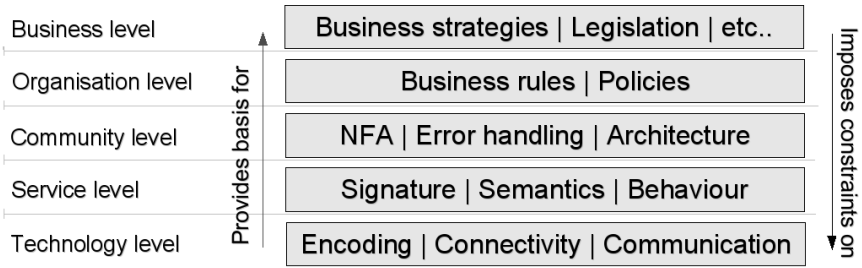 Business level
Business strategies | Legislation | etc..
Organisation level
Business rules | Policies
Community level
NFA | Error handling | Architecture
Service level
Signature | Semantics | Behaviour
Technology level
Encoding | Connectivity | Communication
Provides basis for
Imposes constraints on